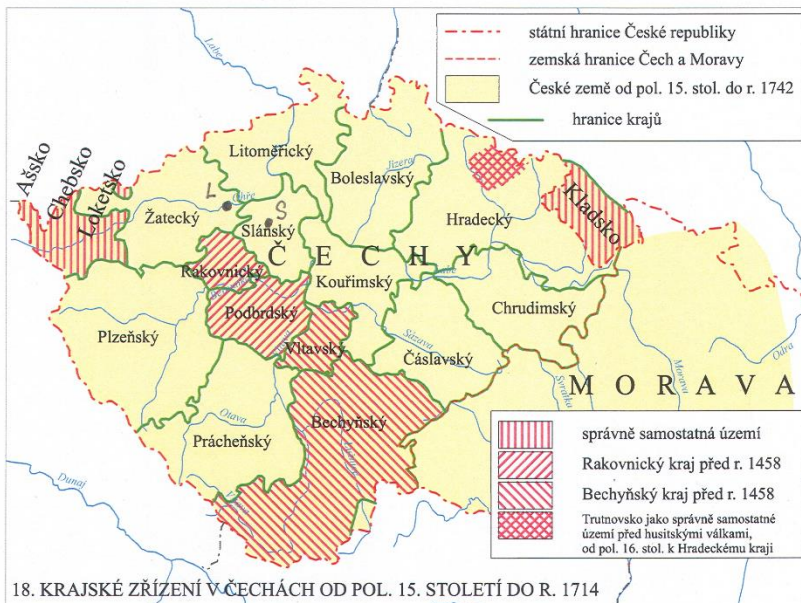 státní hranice České republiky
zemská hranice Čech a Moravy
České země od pol. 15. stol. do r. 1742
hranice krajů
Labe
Ašsko
Chebsko
Loketsko
Litoměřický
Boleslavský
Jizera
Žatecký
L
Ohře
S
Slánský
Hradecký
Kladsko
ČECHY
Rakovnický
Kouřimský
Labe
Podbrdský
Chrudimský
Plzeňský
Vltavský
Sázava
Čáslavský
Svratka
Morava
Odra
MORAVA
Otava
Bechyňský
Prácheňský
Lužnice
Dunaj
Vltava
správně samostatná území
Rakovnický kraj před r. 1458
Bechyňský kraj před r. 1458
Trutnovsko jako správně samostatné
území před husitskými válkami,
od pol. 16. stol. k Hradeckému kraji
18. KRAJSKÉ ZŘÍZENÍ V ČECHÁCH OD POL. 15. STOLETÍ DO R. 1714